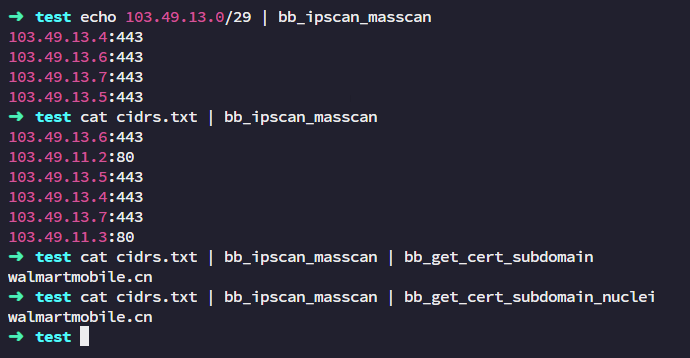 ➜ test echo 103.49.13.0/29 | bb_ipscan_masscan
103.49.13.4:443
103.49.13.6:443
103.49.13.7:443
103.49.13.5:443
➜ test cat cidrs.txt | bb_ipscan_masscan
103.49.13.6:443
103.49.11.2:80
103.49.13.5:443
103.49.13.4:443
103.49.13.7:443
103.49.11.3:80
➜ test cat cidrs.txt | bb_ipscan_masscan | bb_get_cert_subdomain
walmartmobile.cn
➜ test cat cidrs.txt | bb_ipscan_masscan | bb_get_cert_subdomain_nuclei
walmartmobile.cn
➜ test